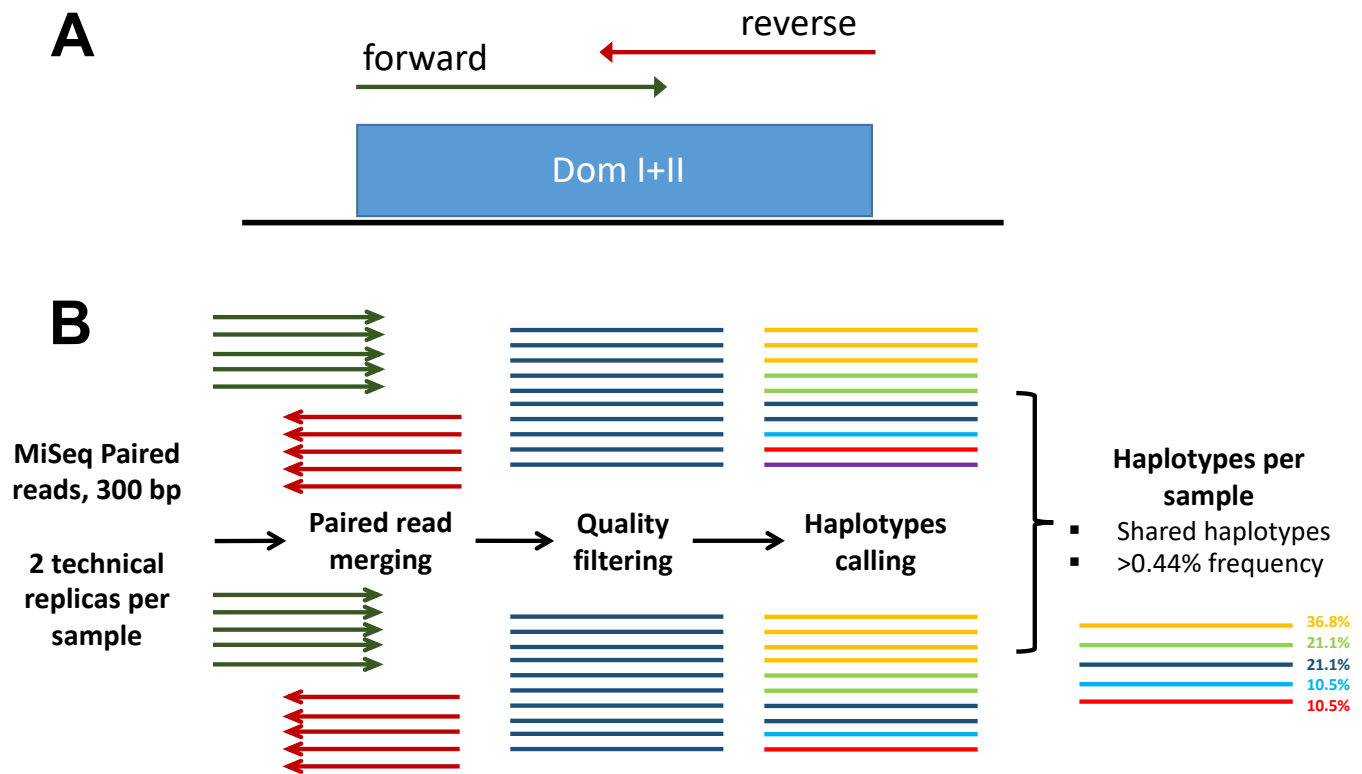 A
reverse
forward
Dom I+II
B
MiSeq Paired
reads, 300 bp
2 technical
replicas per
sample
Paired read
merging
Quality
filtering
Haplotypes
calling
Haplotypes per
sample
▪ Shared haplotypes
▪ >0.44% frequency
36.8%
21.1%
21.1%
10.5%
10.5%